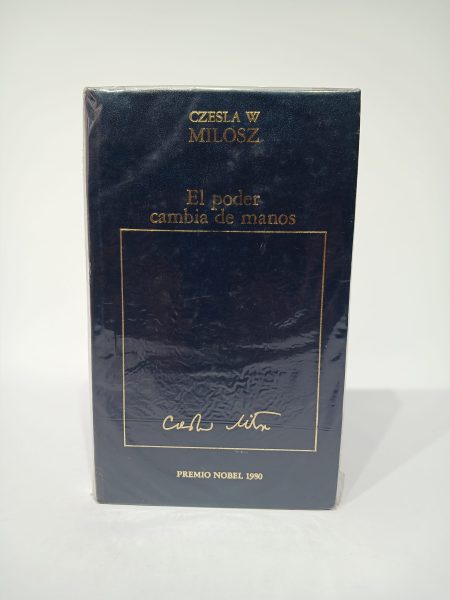 CZESLA W
MILOSZ
El poder
cambia de manos
PREMIO NOBEL 1980